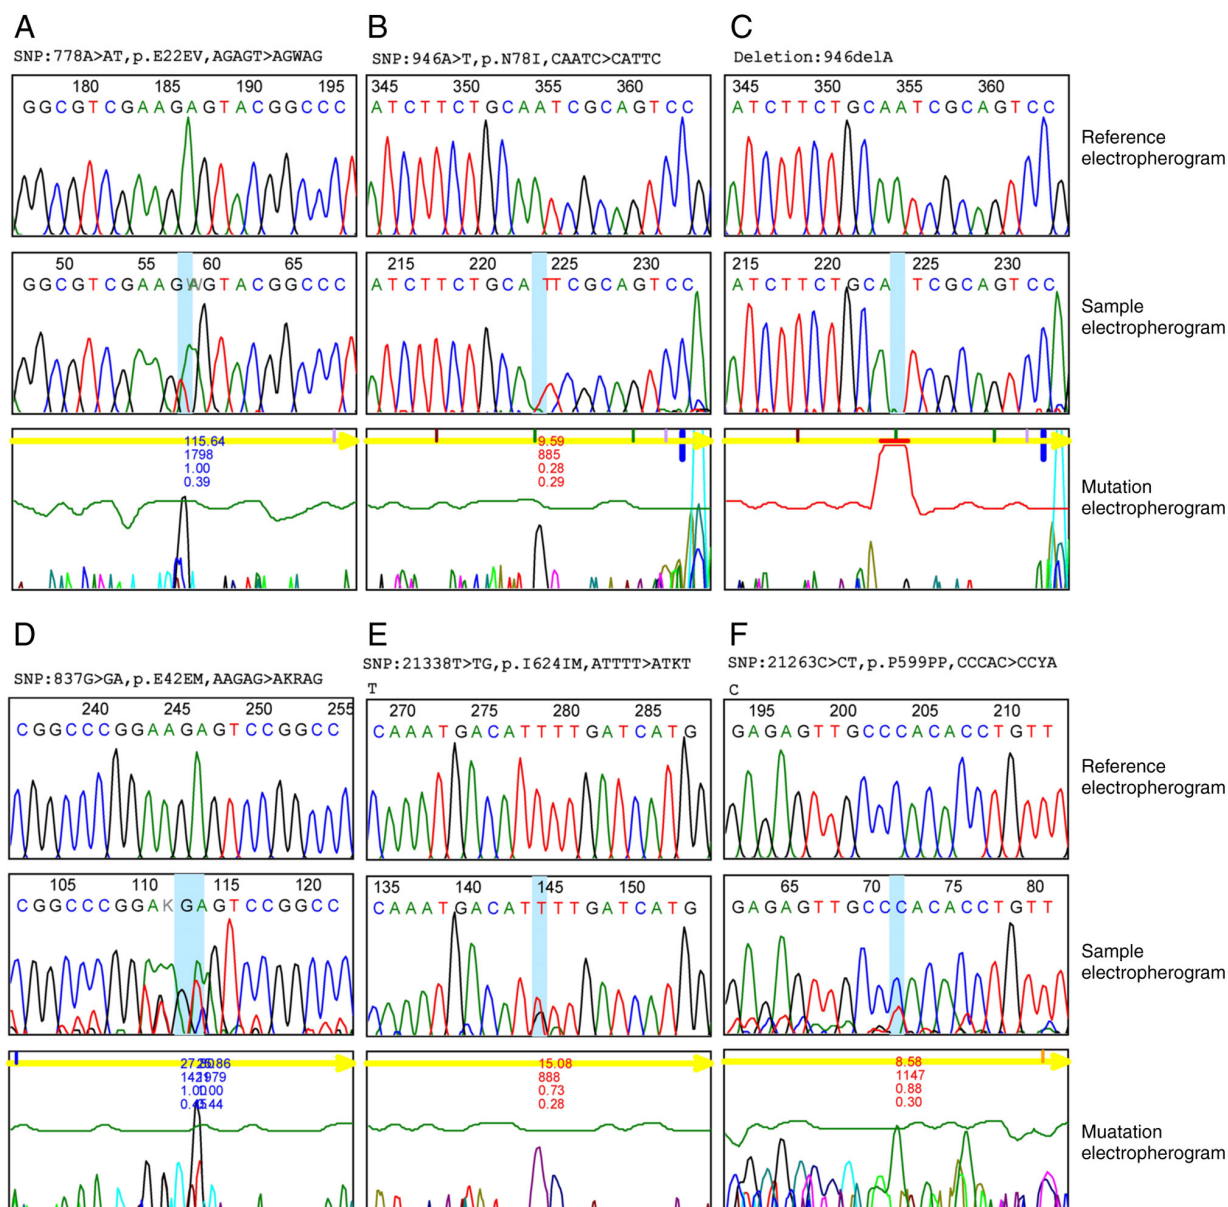 A
B
C
SNP:778A>AT,p.E22EV,AGAGT>AGWAG
SNP:946A>T,p.N78I,CAATC>CATTC
Deletion:946delA
180 185 190 195
GGCGTCGAAGAGTACGGCCC
345 350 355 360
ATCTTCTGCAATCGCAGTCC
345 350 355 360
ATCTTCTGCAATCGCAGTCC
Reference
electropherogram
50 55 60 65
GGCGTCGAAGWGTACGGCCC
215 220 225 230
ATCTTCTGCA TTCGCAGTCC
215 220 225 230
ATCTTCTGCA TCGCAGTCC
Sample
electropherogram
115.64
1798
1.00
0.39
9.59
885
0.28
0.29
Mutation
electropherogram
D
E
F
SNP:837G>GA,p.E42EM,AAGAG>AKRAG
SNP:21338T>TG,p.I624IM,ATTTT>ATKT
T
SNP:21263C>CT,p.P599PP,CCCAC>CCYA
C
240 245 250 255
CGGCCCGGAAGAGTCCGGCC
270 275 280 285
CAAATGACATTTTGATCATG
195 200 205 210
GAGAGTTGCCCACACCTGTT
Reference
electropherogram
105 110 115 120
CGGCCCGGAKGAGTCCGGCC
135 140 145 150
CAAATGACATTTTGATCATG
65 70 75 80
GAGAGTTGCCCACACCTGTT
Sample
electropherogram
15.08
888
0.73
0.28
8.58
1147
0.88
0.30
Muatation
electropherogram